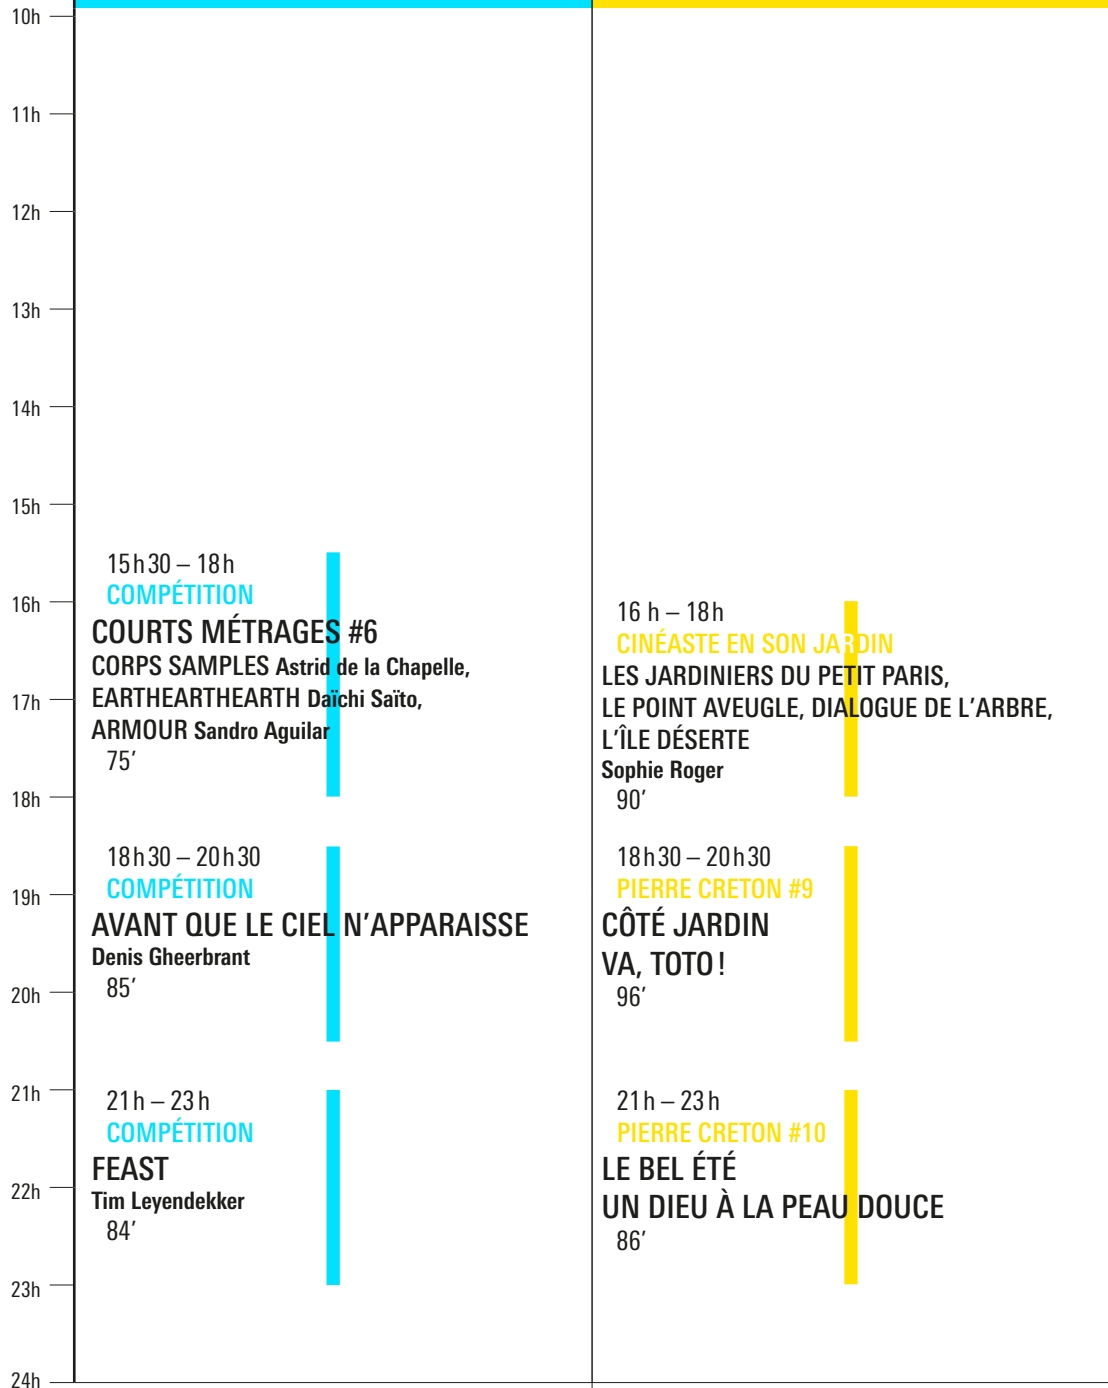 10h
11h
12h
13h
14h
15h
16h
17h
18h
19h
20h
21h
22h
23h
24h
15h30 – 18h
COMPÉTITION
COURTS MÉTRAGES #6
CORPS SAMPLES Astrid de la Chapelle,
EARTHEARTHEARTH Daïchi Saïto,
ARMOUR Sandro Aguilar
75’
18h30 – 20h30
COMPÉTITION
AVANT QUE LE CIEL N’APPARAISSE
Denis Gheerbrant
85’
21h – 23h
COMPÉTITION
FEAST
Tim Leyendekker
84’
16 h – 18h
CINÉASTE EN SON JARDIN
LES JARDINIERS DU PETIT PARIS,
LE POINT AVEUGLE, DIALOGUE DE L’ARBRE,
L’ÎLE DÉSERTE
Sophie Roger
90’
18h30 – 20h30
PIERRE CRETON #9
CÔTÉ JARDIN
VA, TOTO !
96’
21h – 23h
PIERRE CRETON #10
LE BEL ÉTÉ
UN DIEU À LA PEAU DOUCE
86’